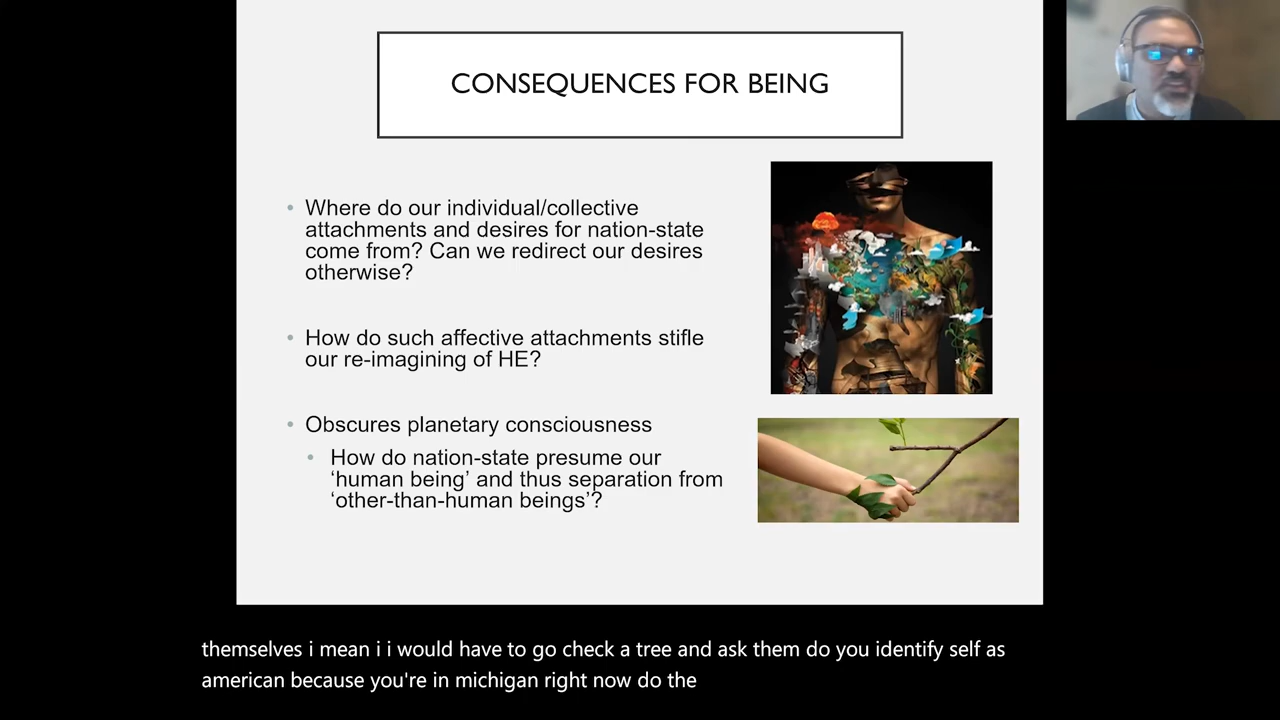 CONSEQUENCES FOR BEING
• Where do our individual/collective
attachments and desires for nation-state
come from? Can we redirect our desires
otherwise?
• How do such affective attachments stifle
our re-imagining of HE?
• Obscures planetary consciousness
• How do nation-state presume our
‘human being’ and thus separation from
‘other-than-human beings’?
themselves i mean i i would have to go check a tree and ask them do you identify self as
american because you're in michigan right now do the